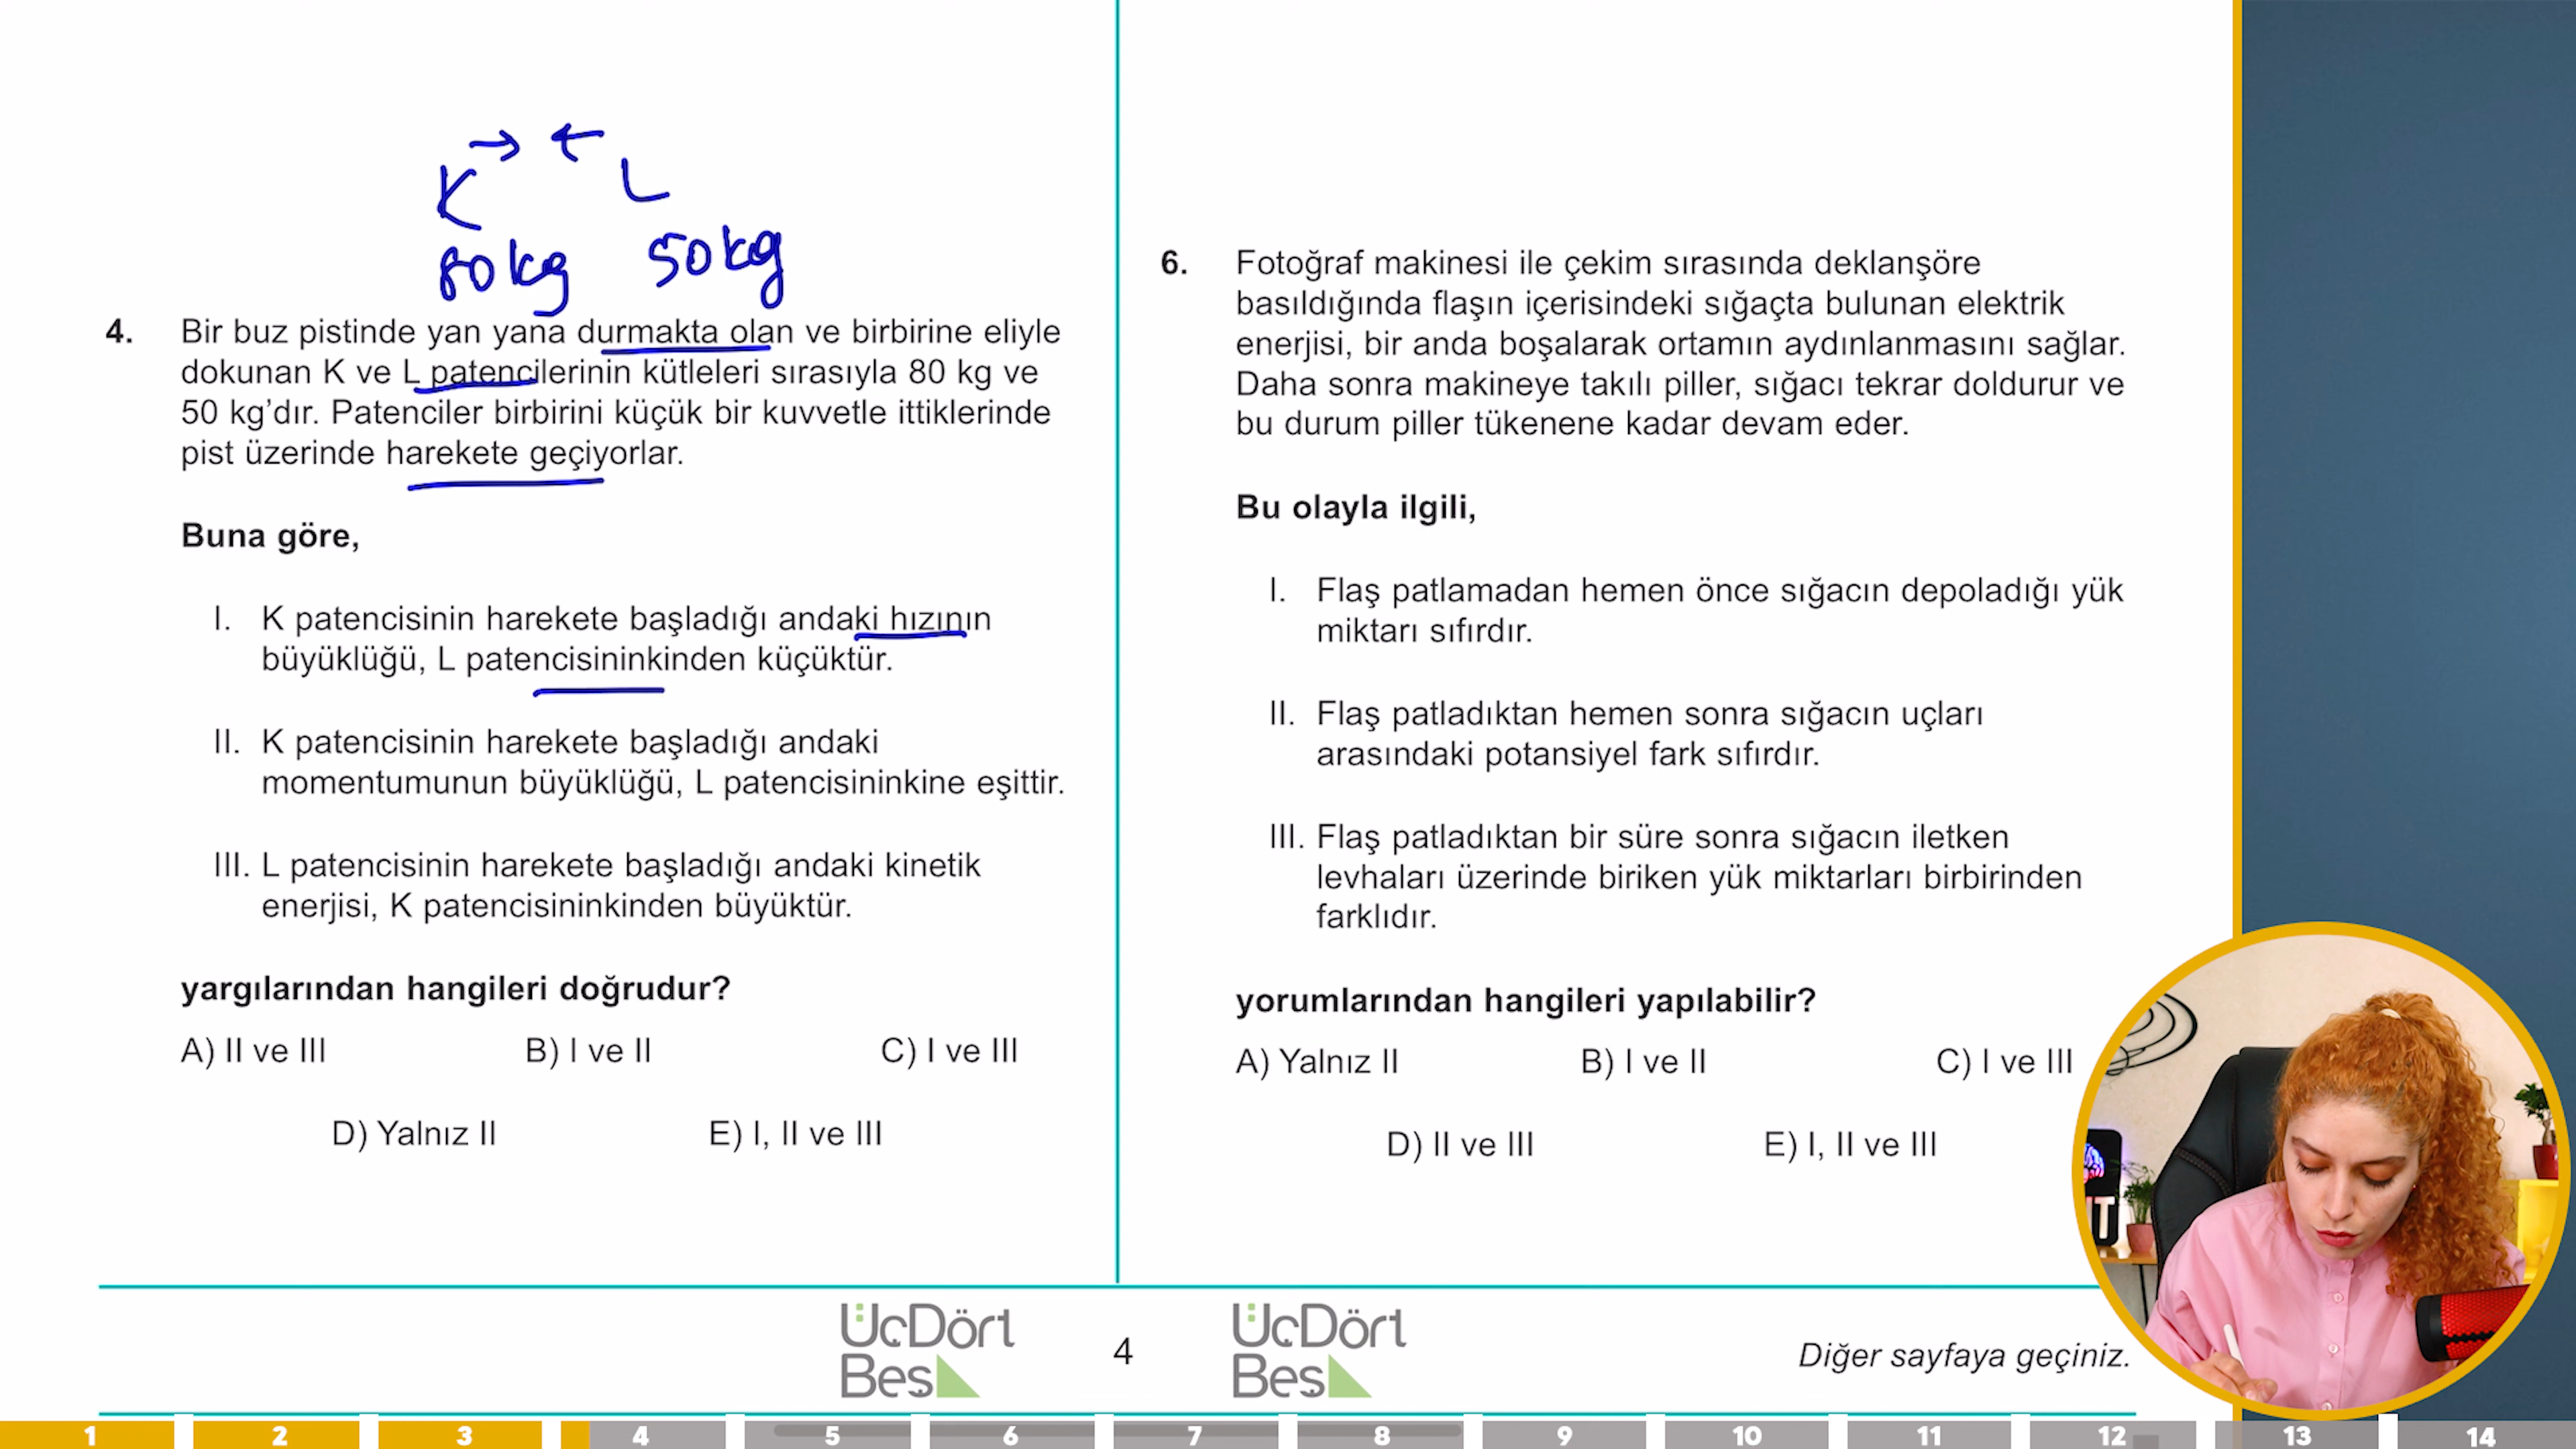 K → ← L
80 kg 50 kg
4. Bir buz pistinde yan yana durmakta olan ve birbirine eliyle
dokunan K ve L patencilerinin kütleleri sırasıyla 80 kg ve
50 kg’dır. Patenciler birbirini küçük bir kuvvetle ittiklerinde
pist üzerinde harekete geçiyorlar.
Buna göre,
I. K patencisinin harekete başladığı andaki hızının
büyüklüğü, L patencisininkinden küçüktür.
II. K patencisinin harekete başladığı andaki
momentumunun büyüklüğü, L patencisininkine eşittir.
III. L patencisinin harekete başladığı andaki kinetik
enerjisi, K patencisininkinden büyüktür.
yargılarından hangileri doğrudur?
A) II ve III B) I ve II C) I ve III
D) Yalnız II E) I, II ve III
6. Fotoğraf makinesi ile çekim sırasında deklanşöre
basıldığında flaşın içerisindeki sığaçta bulunan elektrik
enerjisi, bir anda boşalarak ortamın aydınlanmasını sağlar.
Daha sonra makineye takılı piller, sığacı tekrar doldurur ve
bu durum piller tükenene kadar devam eder.
Bu olayla ilgili,
I. Flaş patlamadan hemen önce sığacın depoladığı yük
miktarı sıfırdır.
II. Flaş patladıktan hemen sonra sığacın uçları
arasındaki potansiyel fark sıfırdır.
III. Flaş patladıktan bir süre sonra sığacın iletken
levhaları üzerinde biriken yük miktarları birbirinden
farklıdır.
yorumlarından hangileri yapılabilir?
A) Yalnız II B) I ve II C) I ve III
D) II ve III E) I, II ve III
ÜçDört
Beş
4
ÜçDört
Beş
Diğer sayfaya geçiniz.
1 2 3 4 5 6 7 8 9 10 11 12 13 14